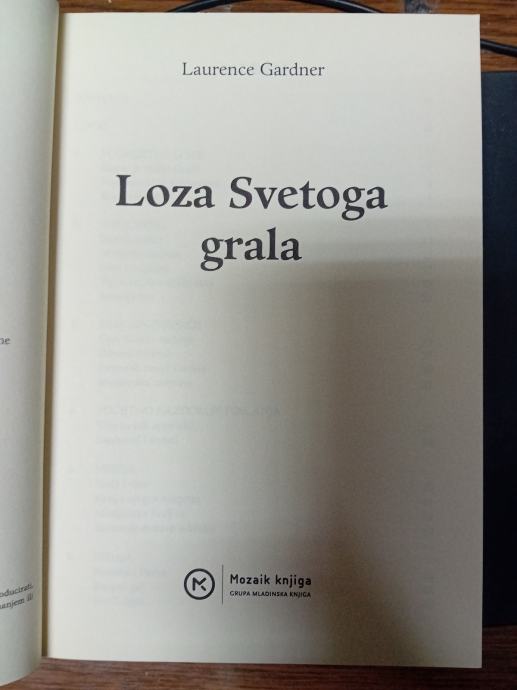 Laurence Gardner
Loza Svetoga
grala
Mozaik knjiga
GRUPA MLADINSKA KNJIGA